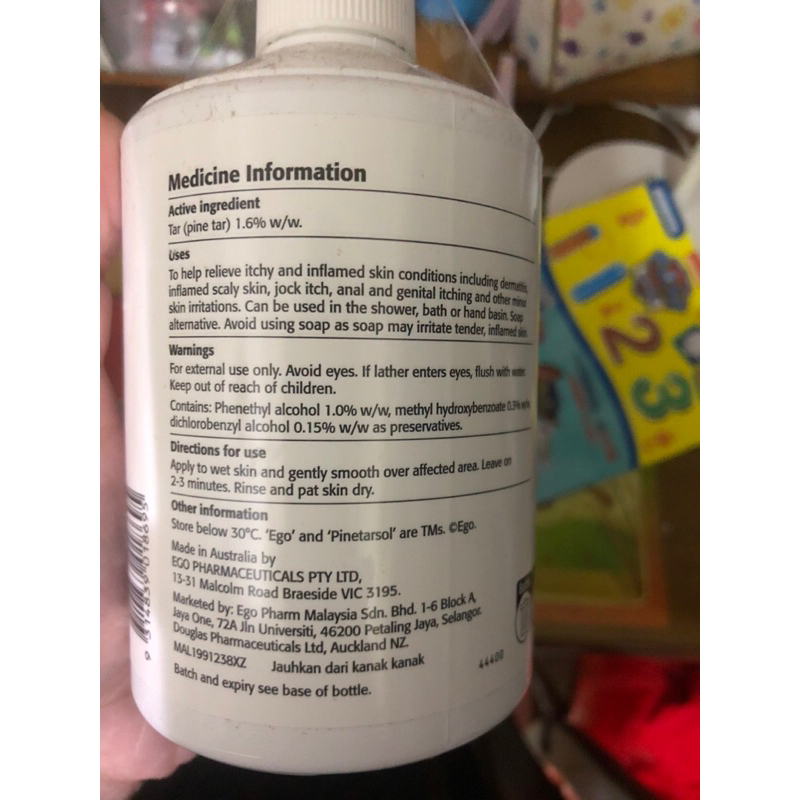 Medicine Information
Active ingredient
Tar (pine tar) 1.6% w/w.
Uses
To help relieve itchy and inflamed skin conditions including dermatitis,
inflamed scaly skin, jock itch, anal and genital itching and other minor
skin irritations. Can be used in the shower, bath or hand basin. Soap
alternative. Avoid using soap as soap may irritate tender, inflamed skin.
Warnings
For external use only. Avoid eyes. If lather enters eyes, flush with water.
Keep out of reach of children.
Contains: Phenethyl alcohol 1.0% w/w, methyl hydroxybenzoate 0.3% w/w,
dichlorobenzyl alcohol 0.15% w/w as preservatives.
Directions for use
Apply to wet skin and gently smooth over affected area. Leave on
2-3 minutes. Rinse and pat skin dry.
Other information
Store below 30°C. 'Ego' and 'Pinetarsol' are TMs. ©Ego.
Made in Australia by
EGO PHARMACEUTICALS PTY LTD,
13-31 Malcolm Road Braeside VIC 3195.
Marketed by: Ego Pharm Malaysia Sdn. Bhd. 1-6 Block A,
Jaya One, 72A Jln Universiti, 46200 Petaling Jaya, Selangor.
Douglas Pharmaceuticals Ltd, Auckland NZ.
MAL1991238XZ Jauhkan dari kanak kanak
44400
Batch and expiry see base of bottle.
9 314839 018695
1
2
3